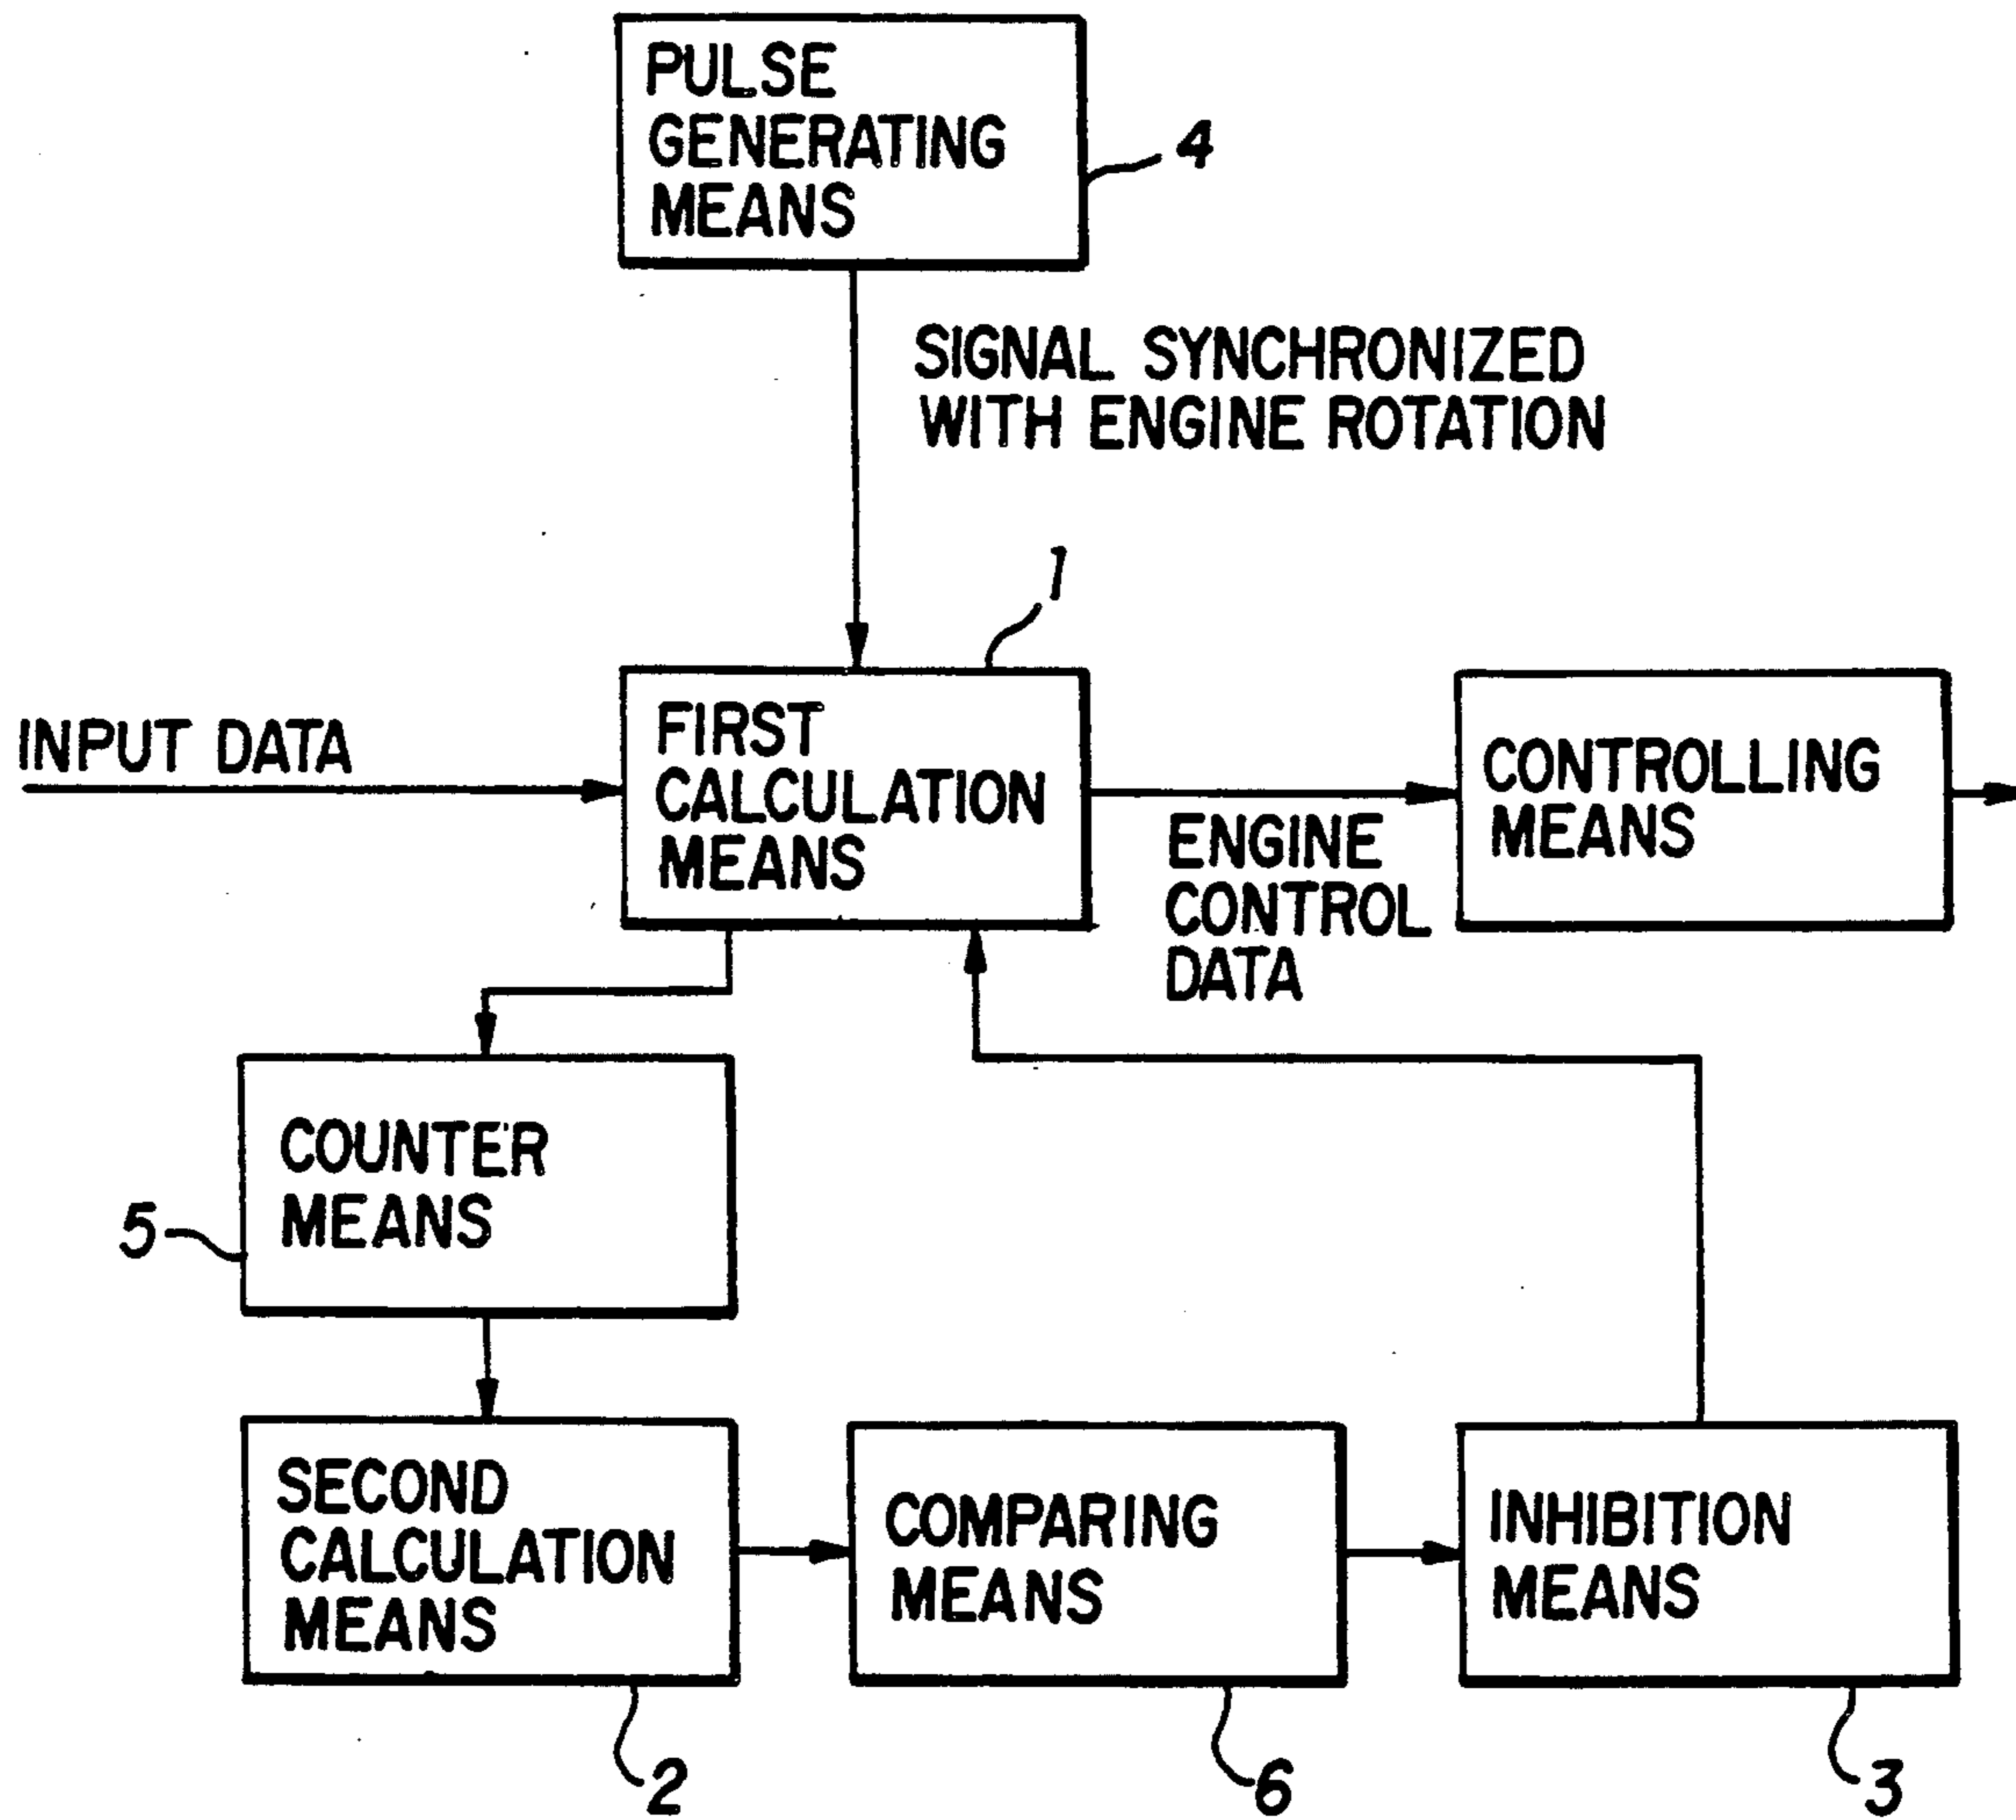 PULSE
GENERATING
MEANS
4
SIGNAL SYNCHRONIZED
WITH ENGINE ROTATION
1
INPUT DATA
FIRST
CALCULATION
MEANS
ENGINE
CONTROL
DATA
CONTROLLING
MEANS
COUNTER
MEANS
5
SECOND
CALCULATION
MEANS
2
COMPARING
MEANS
6
INHIBITION
MEANS
3